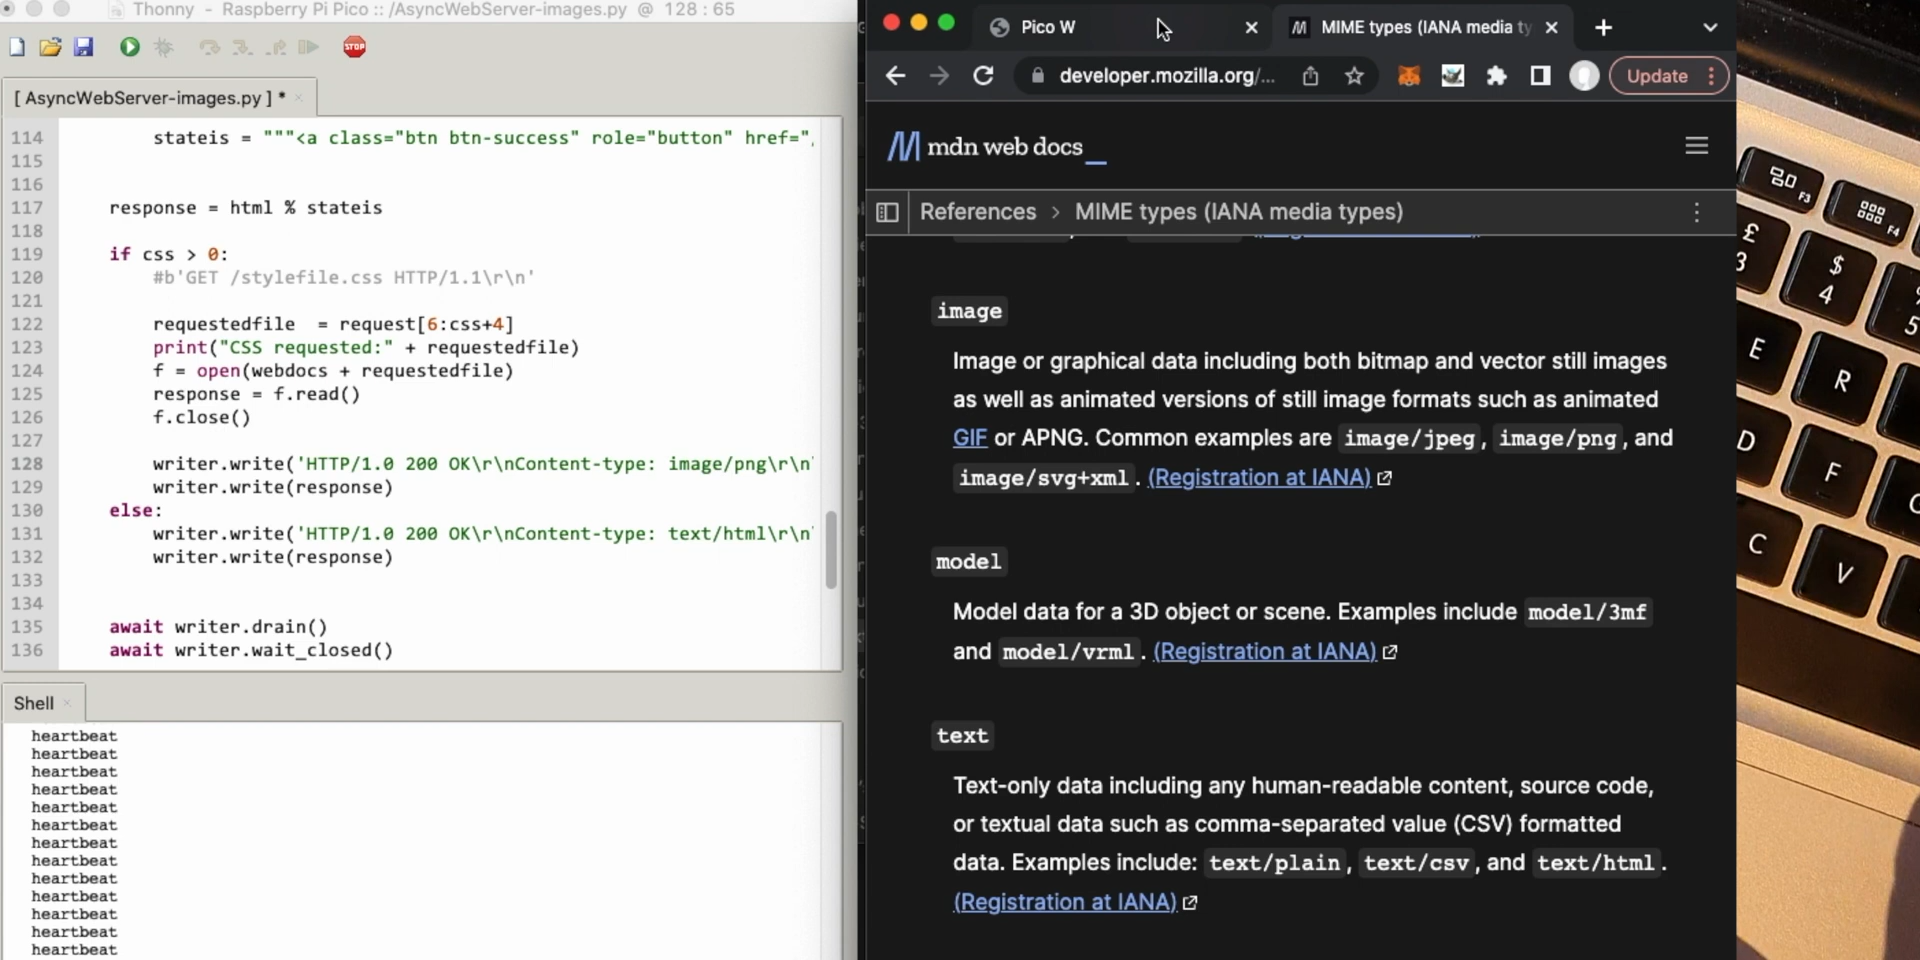 Thonny - Raspberry Pi Pico :: /AsyncWebServer-images.py @ 128 : 65
STOP
[ AsyncWebServer-images.py ] *
114 stateis = """<a class="btn btn-success" role="button" href="
115
116
117 response = html % stateis
118
119 if css > 0:
120 #b'GET /stylefile.css HTTP/1.1\r\n'
121
122 requestedfile = request[6:css+4]
123 print("CSS requested:" + requestedfile)
124 f = open(webdocs + requestedfile)
125 response = f.read()
126 f.close()
127
128 writer.write('HTTP/1.0 200 OK\r\nContent-type: image/png\r\n
129 writer.write(response)
130 else:
131 writer.write('HTTP/1.0 200 OK\r\nContent-type: text/html\r\n
132 writer.write(response)
133
134
135 await writer.drain()
136 await writer.wait_closed()
Shell
heartbeat
heartbeat
heartbeat
heartbeat
heartbeat
heartbeat
heartbeat
heartbeat
heartbeat
heartbeat
heartbeat
heartbeat
heartbeat
Pico W
MIME types (IANA media ty
developer.mozilla.org/...
Update
mdn web docs_
References > MIME types (IANA media types)
image
Image or graphical data including both bitmap and vector still images
as well as animated versions of still image formats such as animated
GIF or APNG. Common examples are image/jpeg, image/png, and
image/svg+xml. (Registration at IANA)
model
Model data for a 3D object or scene. Examples include model/3mf
and model/vrml. (Registration at IANA)
text
Text-only data including any human-readable content, source code,
or textual data such as comma-separated value (CSV) formatted
data. Examples include: text/plain, text/csv, and text/html.
(Registration at IANA)
F3
F4
£
3
$
4
5
E
R
D
F
C
V